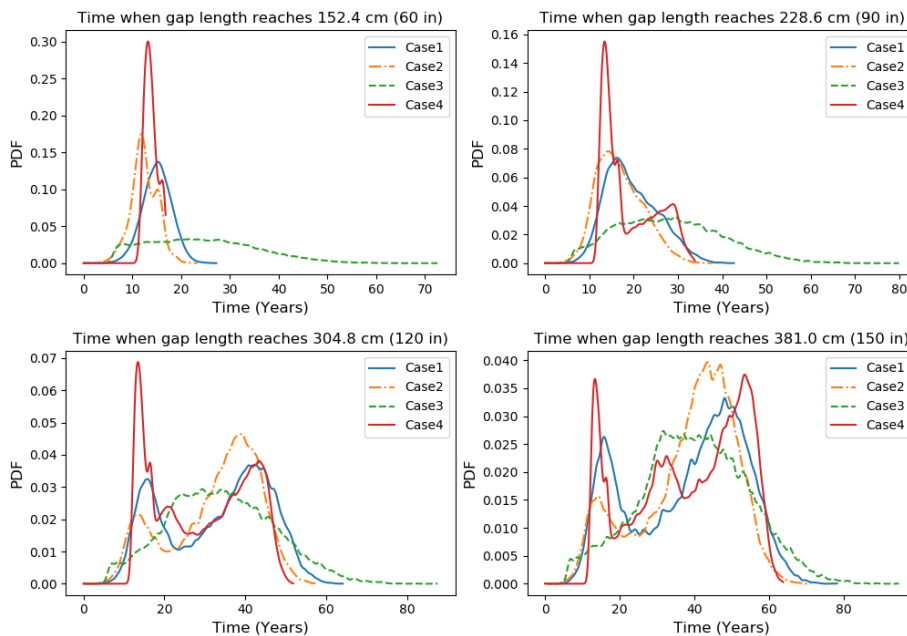 Time when gap length reaches 152.4 cm (60 in)
0.30
0.25
0.20
0.15
0.10
0.05
0.00
PDF
Case1
Case2
Case3
Case4
0 10 20 30 40 50 60 70
Time (Years)
Time when gap length reaches 228.6 cm (90 in)
0.16
0.14
0.12
0.10
0.08
0.06
0.04
0.02
0.00
PDF
Case1
Case2
Case3
Case4
0 10 20 30 40 50 60 70 80
Time (Years)
Time when gap length reaches 304.8 cm (120 in)
0.07
0.06
0.05
0.04
0.03
0.02
0.01
0.00
PDF
Case1
Case2
Case3
Case4
0 20 40 60 80
Time (Years)
Time when gap length reaches 381.0 cm (150 in)
0.040
0.035
0.030
0.025
0.020
0.015
0.010
0.005
0.000
PDF
Case1
Case2
Case3
Case4
0 20 40 60 80
Time (Years)